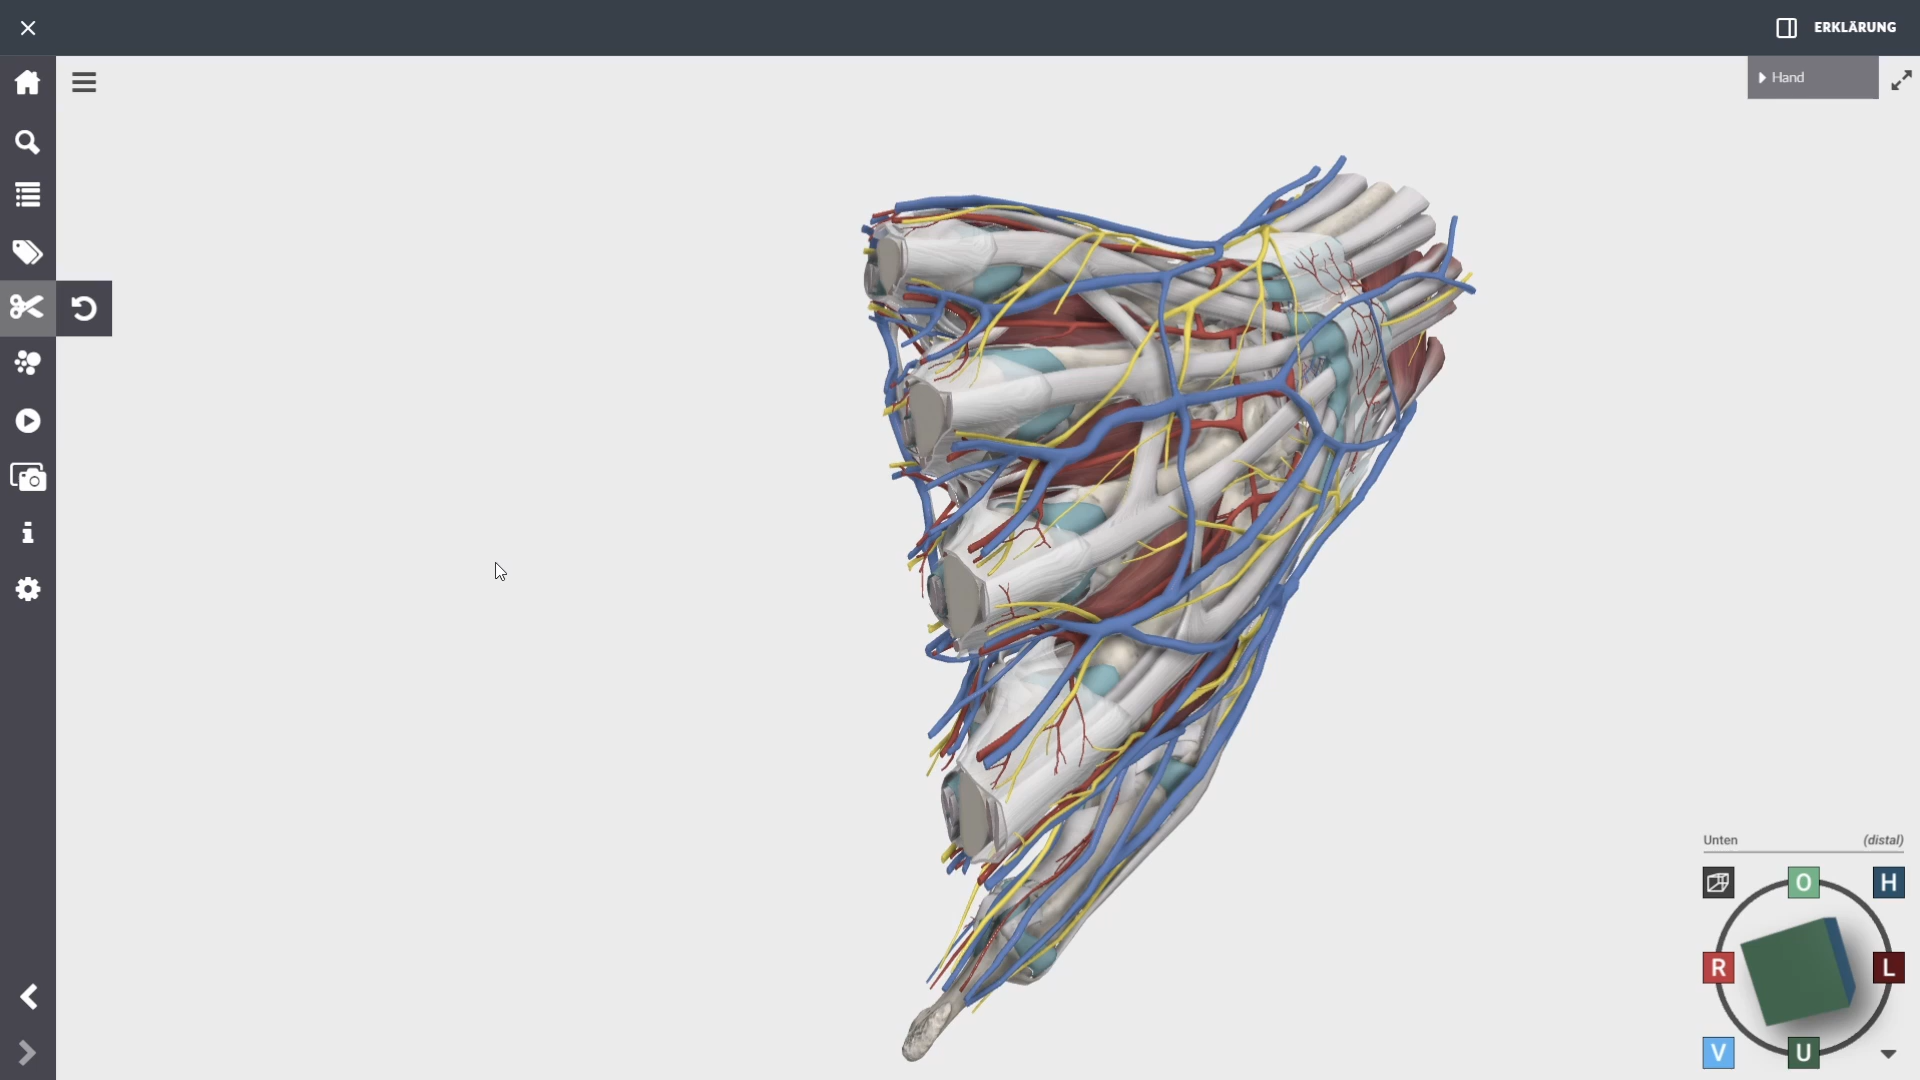 ERKLÄRUNG
Hand
Unten (distal)
O H
R L
V U